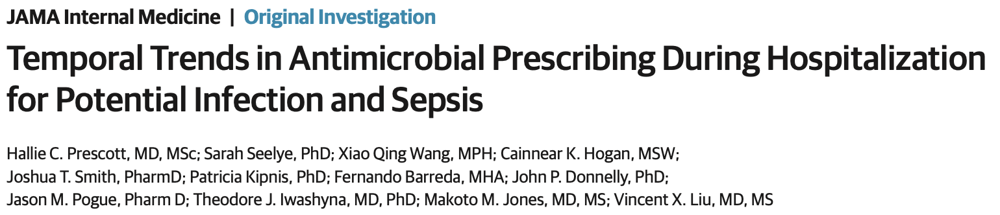 JAMA Internal Medicine | Original Investigation
Temporal Trends in Antimicrobial Prescribing During Hospitalization
for Potential Infection and Sepsis
Hallie C. Prescott, MD, MSc; Sarah Seelye, PhD; Xiao Qing Wang, MPH; Cainnear K. Hogan, MSW;
Joshua T. Smith, PharmD; Patricia Kipnis, PhD; Fernando Barreda, MHA; John P. Donnelly, PhD;
Jason M. Pogue, Pharm D; Theodore J. Iwashyna, MD, PhD; Makoto M. Jones, MD, MS; Vincent X. Liu, MD, MS